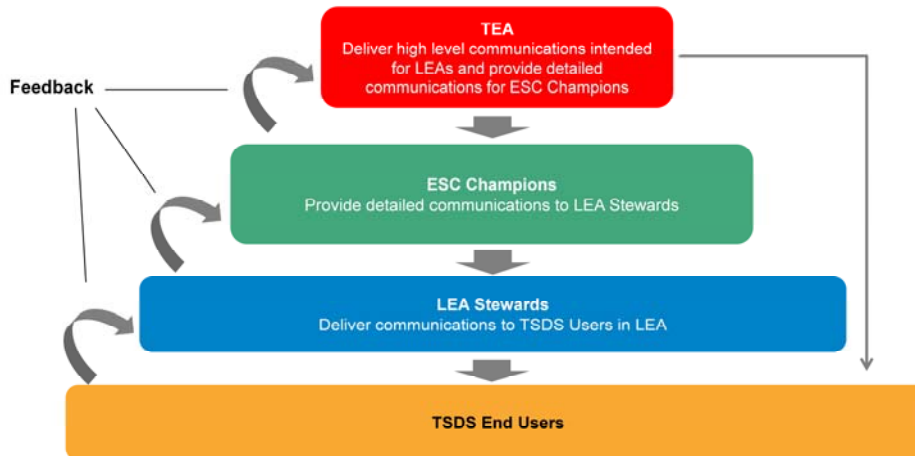 TEA
Deliver high level communications intended
for LEAs and provide detailed
communications for ESC Champions
Feedback
ESC Champions
Provide detailed communications to LEA Stewards
LEA Stewards
Deliver communications to TSDS Users in LEA
TSDS End Users